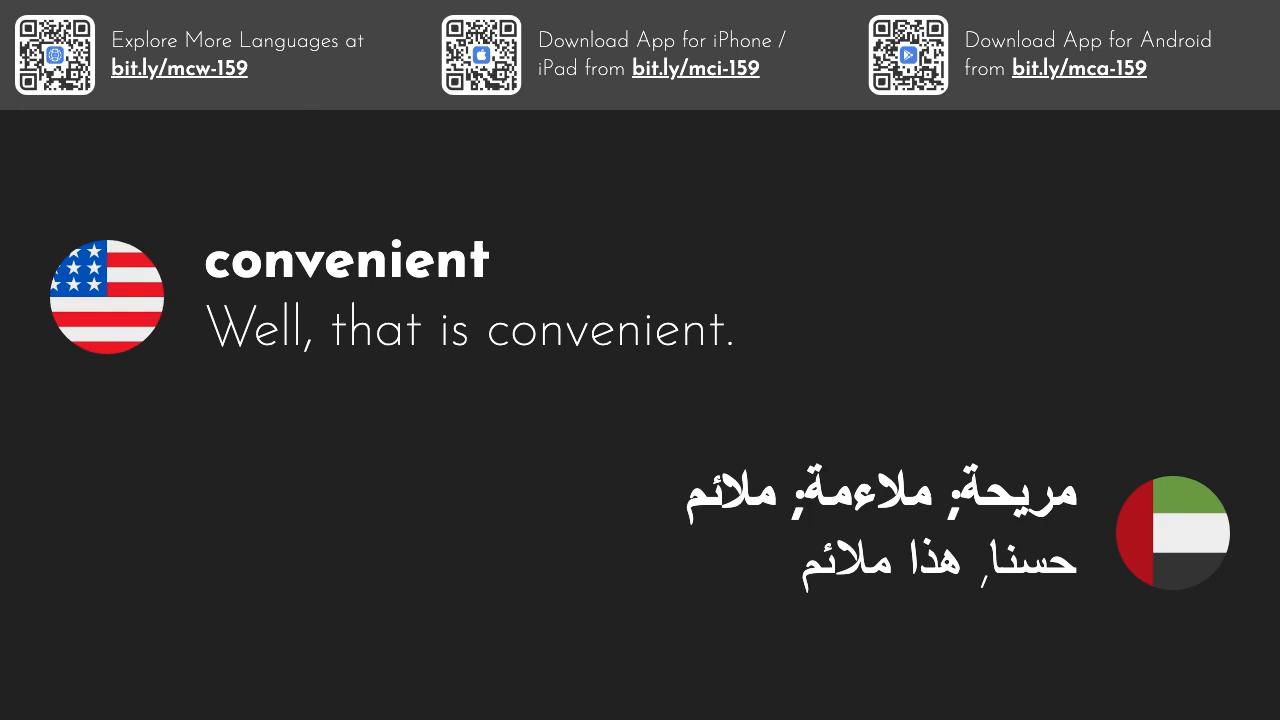 Explore More Languages at
bit.ly/mcw-159
Download App for iPhone /
iPad from bit.ly/mci-159
Download App for Android
from bit.ly/mca-159
convenient
Well, that is convenient.
مريحة; ملاءمة; ملائم
حسنا, هذا ملائم